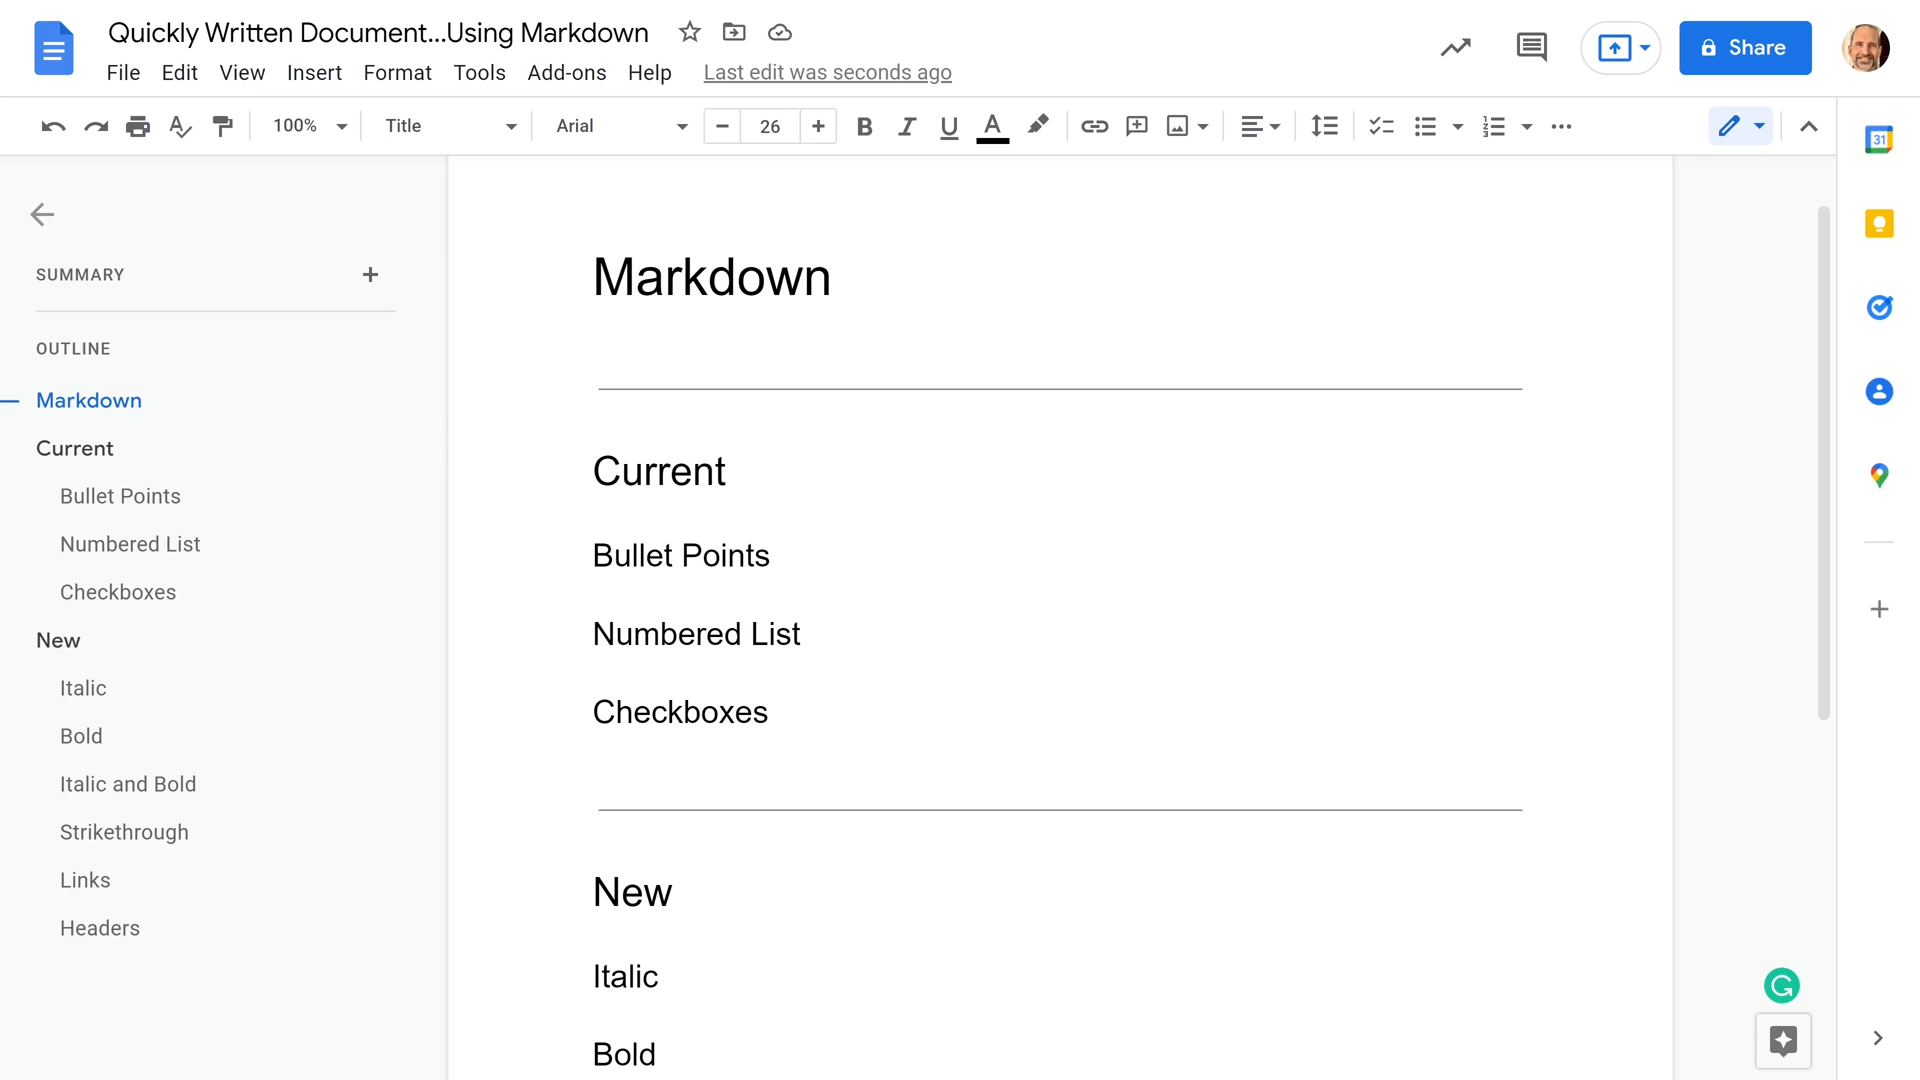 Quickly Written Document...Using Markdown
File Edit View Insert Format Tools Add-ons Help Last edit was seconds ago
Share
100% Title Arial 26
31
SUMMARY
OUTLINE
Markdown
Current
Bullet Points
Numbered List
Checkboxes
New
Italic
Bold
Italic and Bold
Strikethrough
Links
Headers
Markdown
Current
Bullet Points
Numbered List
Checkboxes
New
Italic
Bold